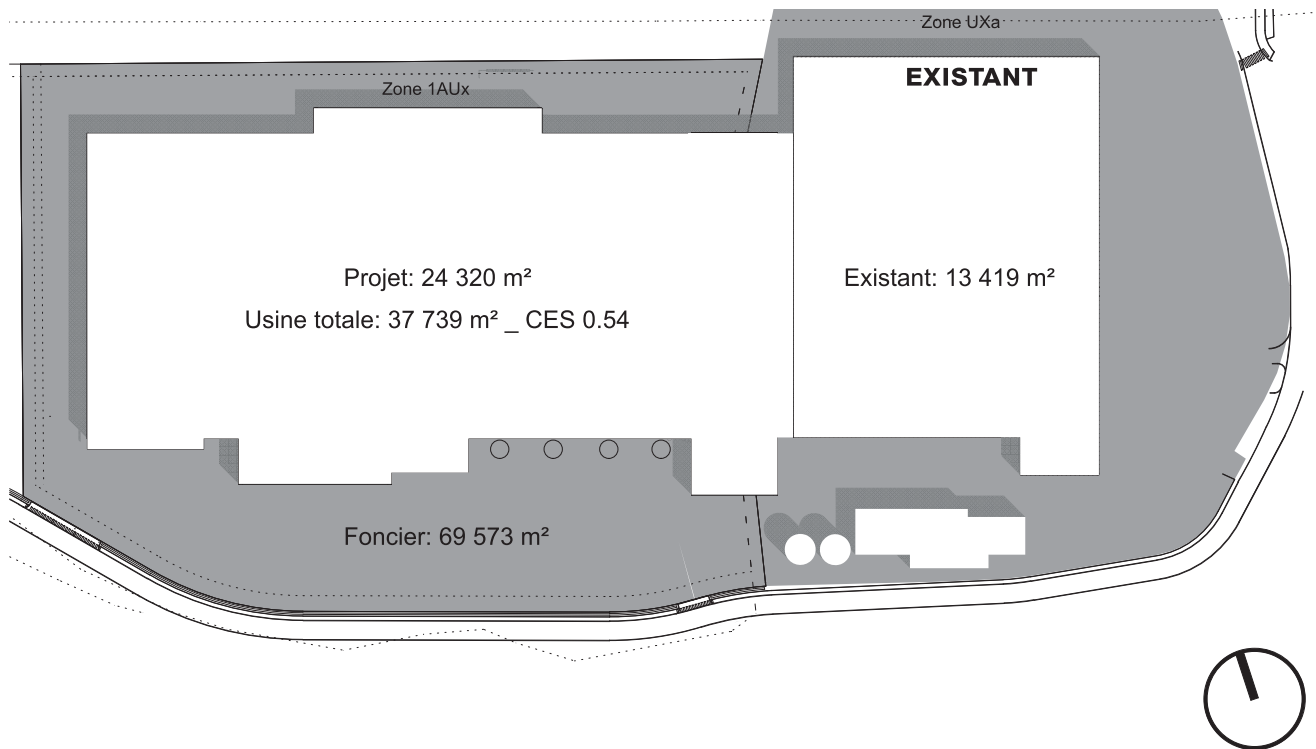 Zone UXa
EXISTANT
Zone 1AUx
Projet: 24 320 m²
Usine totale: 37 739 m² _ CES 0.54
Existant: 13 419 m²
Foncier: 69 573 m²